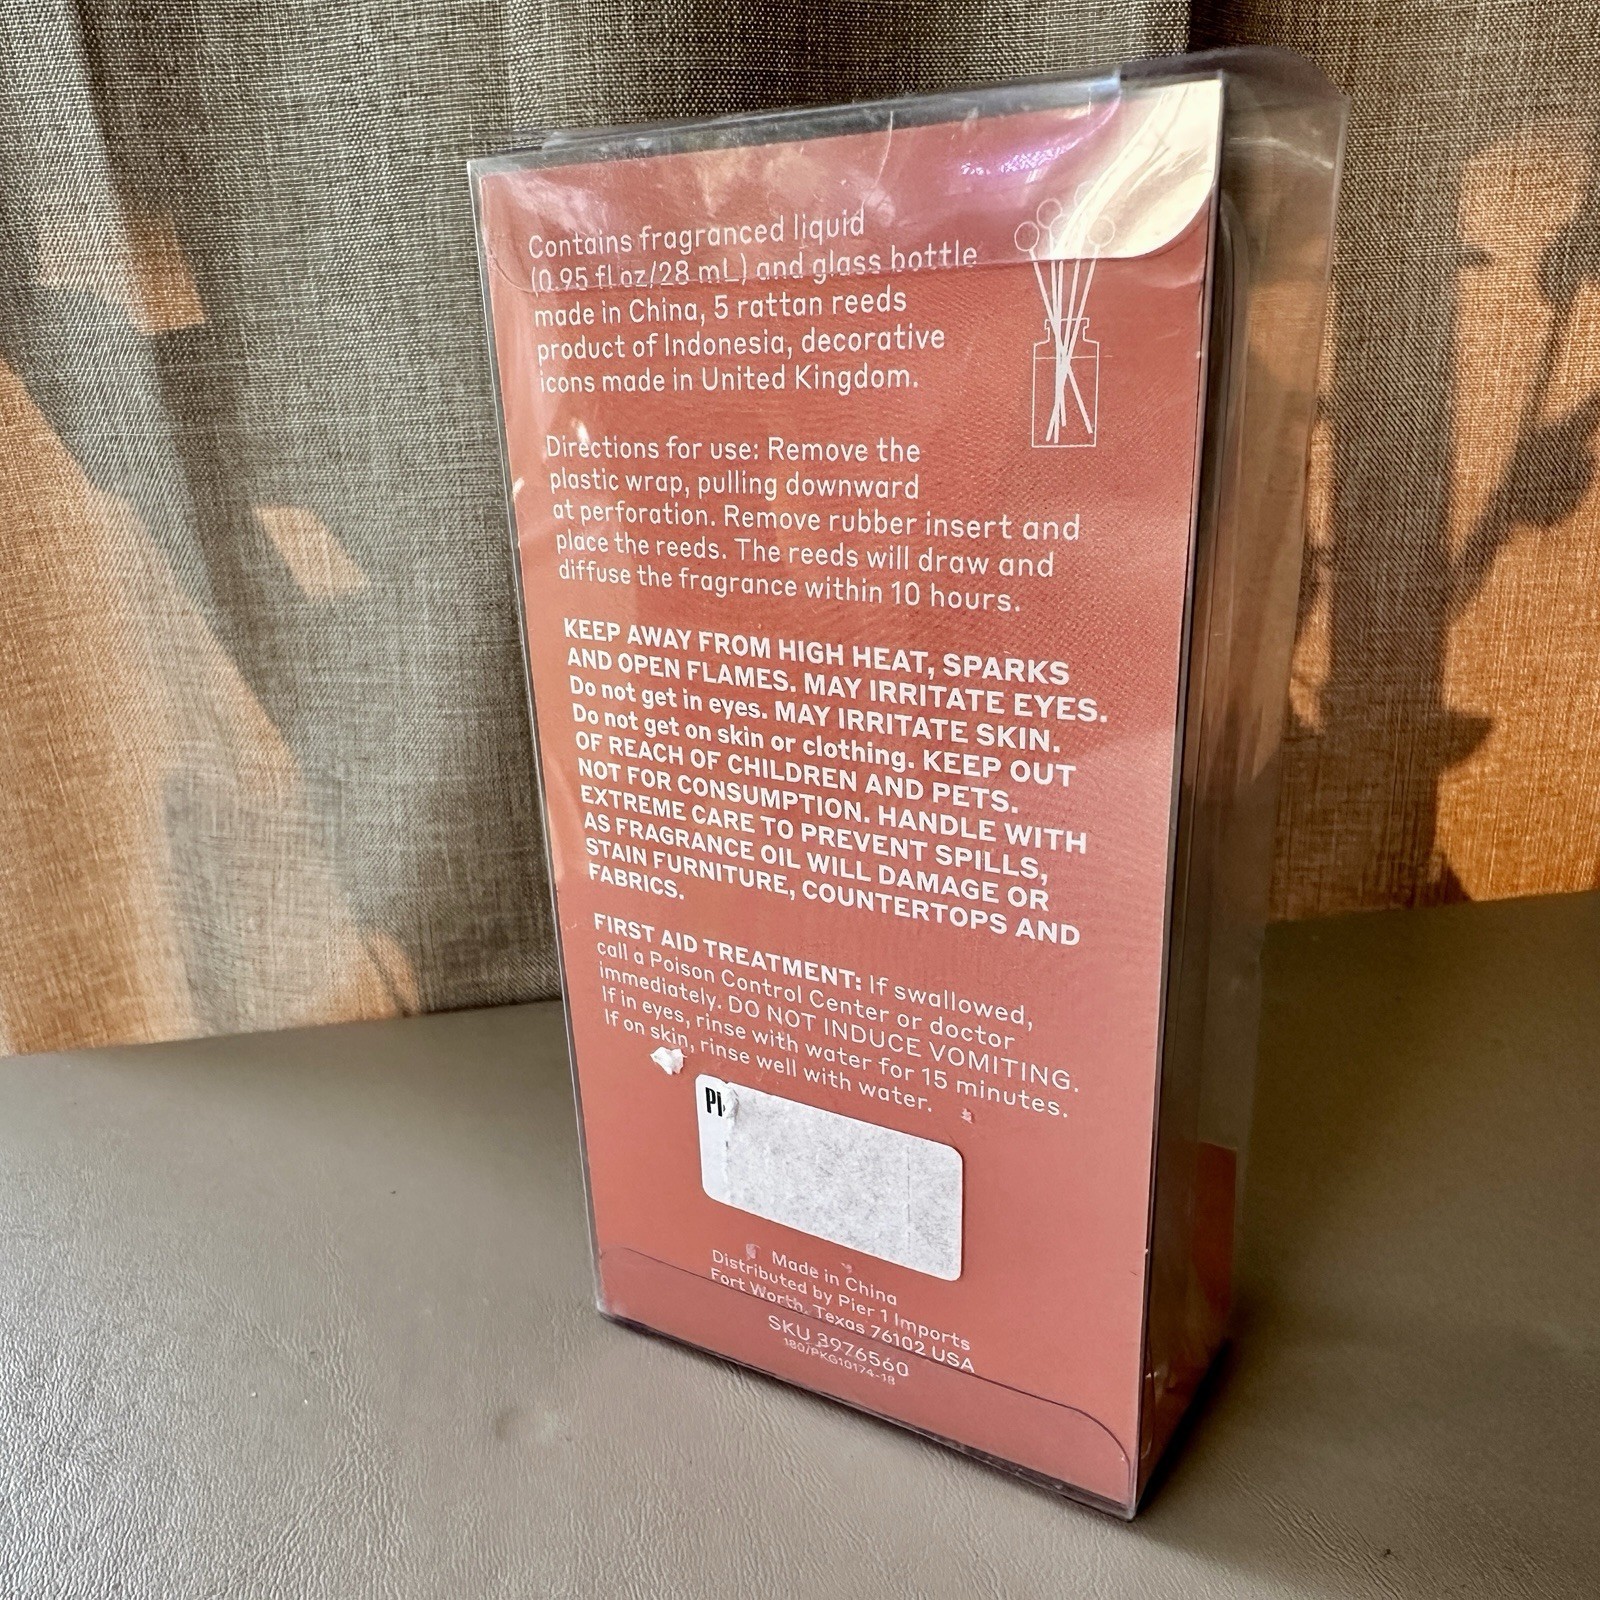 Contains fragranced liquid
(0.95 fl oz/28 mL) and glass bottle
made in China, 5 rattan reeds
product of Indonesia, decorative
icons made in United Kingdom.
Directions for use: Remove the
plastic wrap, pulling downward
at perforation. Remove rubber insert and
place the reeds. The reeds will draw and
diffuse the fragrance within 10 hours.
KEEP AWAY FROM HIGH HEAT, SPARKS
AND OPEN FLAMES. MAY IRRITATE EYES.
Do not get in eyes. MAY IRRITATE SKIN.
Do not get on skin or clothing. KEEP OUT
OF REACH OF CHILDREN AND PETS.
NOT FOR CONSUMPTION. HANDLE WITH
EXTREME CARE TO PREVENT SPILLS,
AS FRAGRANCE OIL WILL DAMAGE OR
STAIN FURNITURE, COUNTERTOPS AND
FABRICS.
FIRST AID TREATMENT: If swallowed,
call a Poison Control Center or doctor
immediately. DO NOT INDUCE VOMITING.
If in eyes, rinse with water for 15 minutes.
If on skin, rinse well with water.
Pi
Made in China
Distributed by Pier 1 Imports
Fort Worth, Texas 76102 USA
SKU 3976560
180/PKG10174-18